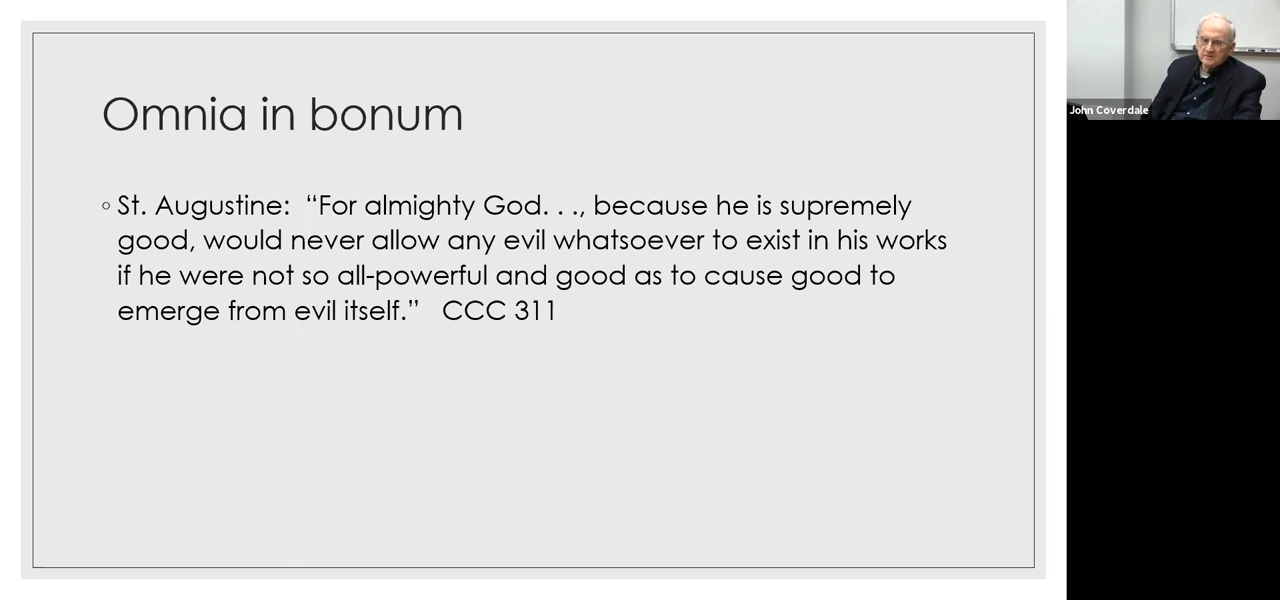 Omnia in bonum
◦ St. Augustine:  “For almighty God. . ., because he is supremely
good, would never allow any evil whatsoever to exist in his works
if he were not so all-powerful and good as to cause good to
emerge from evil itself.”   CCC 311
John Coverdale